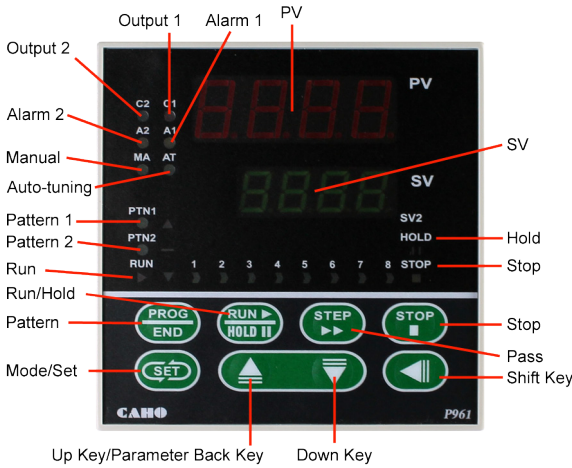 Output 1
Alarm 1
PV
Output 2
C2
C1
PV
A2
A1
Alarm 2
MA
AT
SV
Manual
SV
Auto-tuning
PTN1
SV2
Pattern 1
PTN2
HOLD
Hold
Pattern 2
RUN
1 2 3 4 5 6 7 8
STOP
Stop
Run
Run/Hold
PROG
END
RUN ▶
HOLD
STEP
▶▶
STOP
■
Stop
Pattern
Pass
Mode/Set
SET
Shift Key
CAHO
P961
Up Key/Parameter Back Key
Down Key